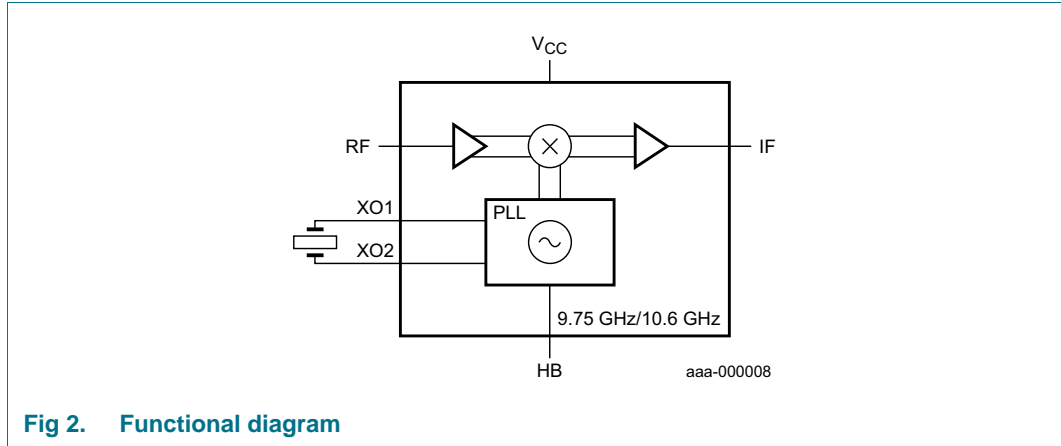 VCC
RF
IF
XO1
PLL
XO2
9.75 GHz/10.6 GHz
HB
aaa-000008
Fig 2. Functional diagram